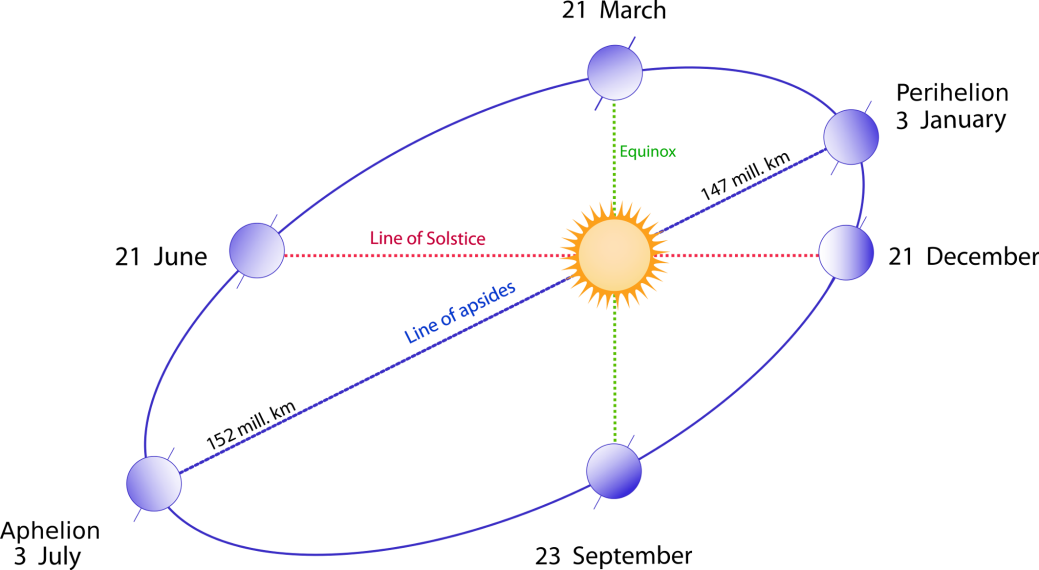 21 March
Perihelion
3 January
Equinox
147 mill. km
21 June
Line of Solstice
21 December
Line of apsides
152 mill. km
Aphelion
3 July
23 September